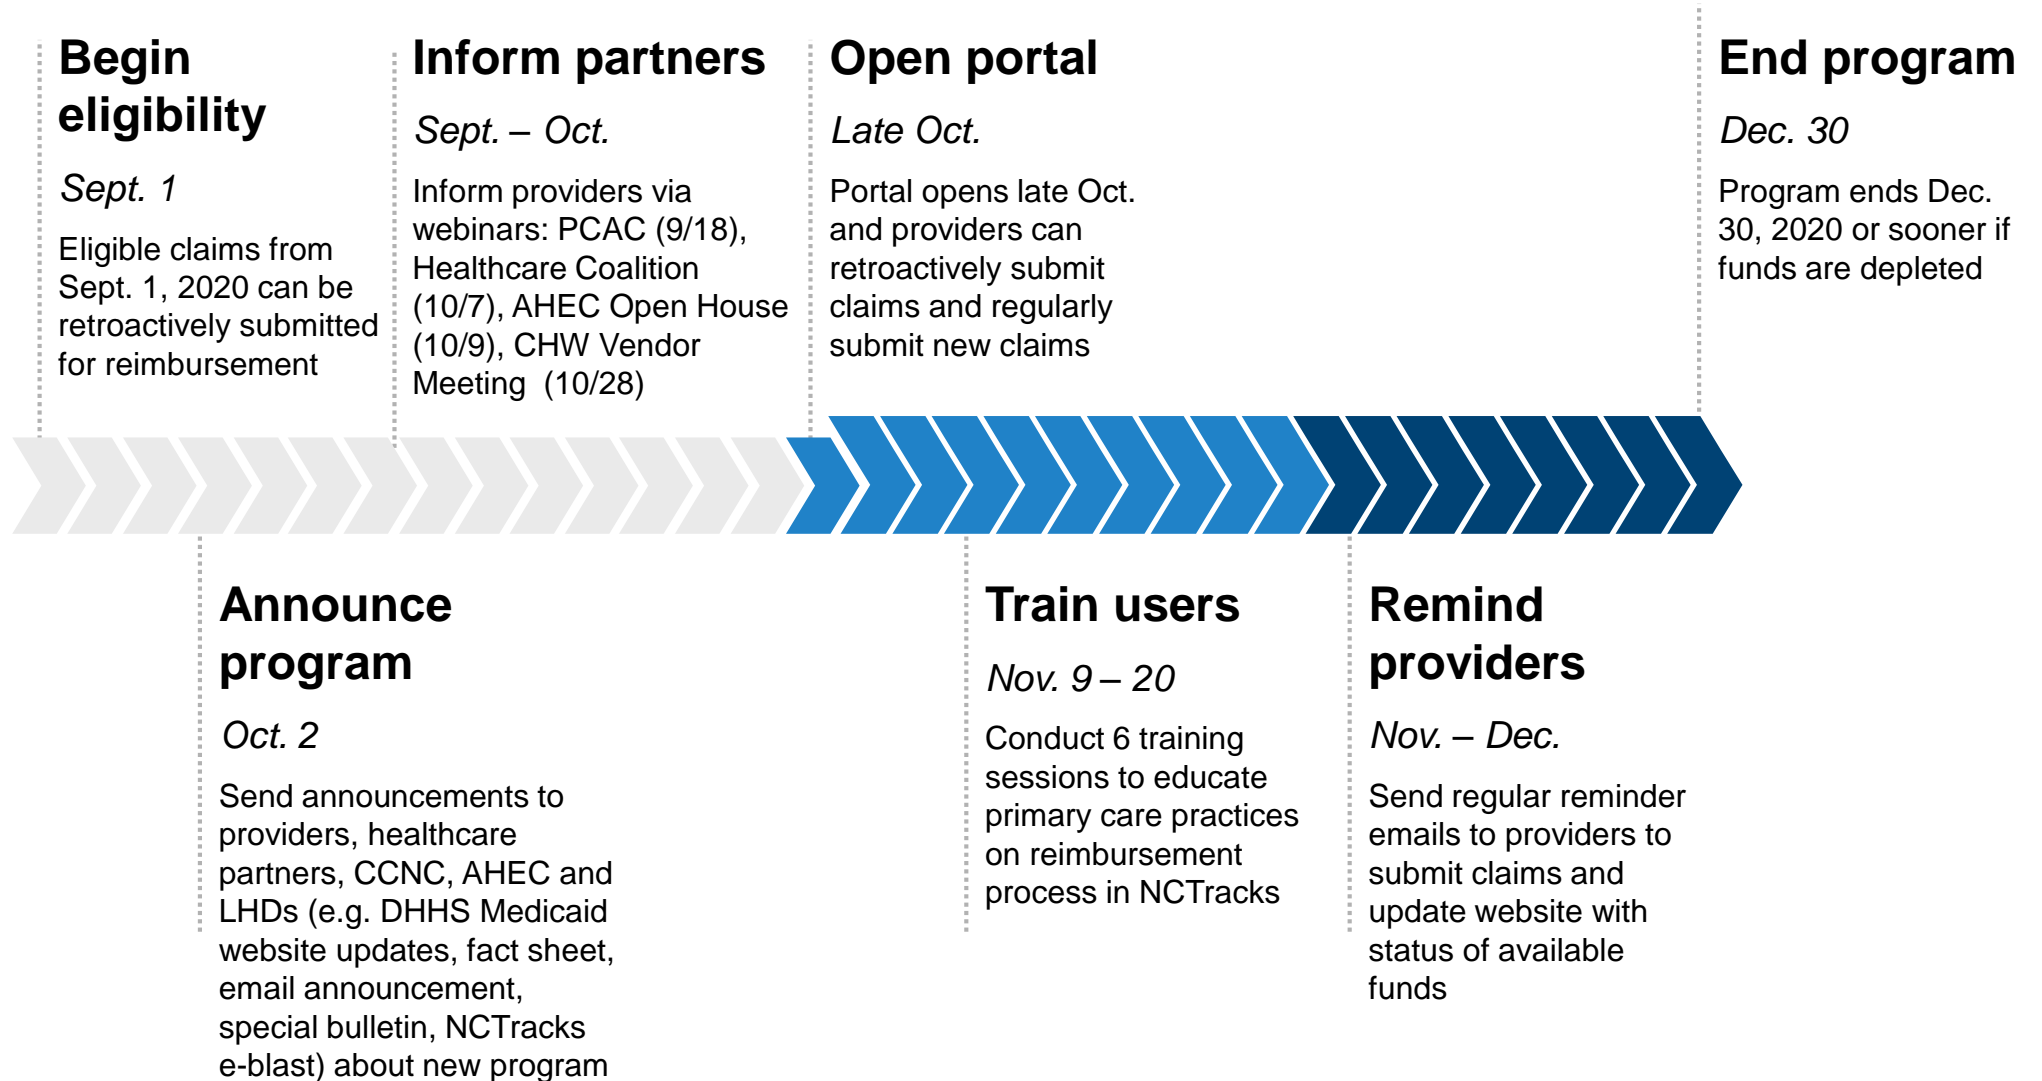 Begin
eligibility
Sept. 1
Eligible claims from
Sept. 1, 2020 can be
retroactively submitted
for reimbursement
Inform partners
Sept. – Oct.
Inform providers via
webinars: PCAC (9/18),
Healthcare Coalition
(10/7), AHEC Open House
(10/9), CHW Vendor
Meeting (10/28)
Open portal
Late Oct.
Portal opens late Oct.
and providers can
retroactively submit
claims and regularly
submit new claims
End program
Dec. 30
Program ends Dec.
30, 2020 or sooner if
funds are depleted
Announce
program
Oct. 2
Send announcements to
providers, healthcare
partners, CCNC, AHEC and
LHDs (e.g. DHHS Medicaid
website updates, fact sheet,
email announcement,
special bulletin, NCTracks
e-blast) about new program
Train users
Nov. 9 – 20
Conduct 6 training
sessions to educate
primary care practices
on reimbursement
process in NCTracks
Remind
providers
Nov. – Dec.
Send regular reminder
emails to providers to
submit claims and
update website with
status of available
funds